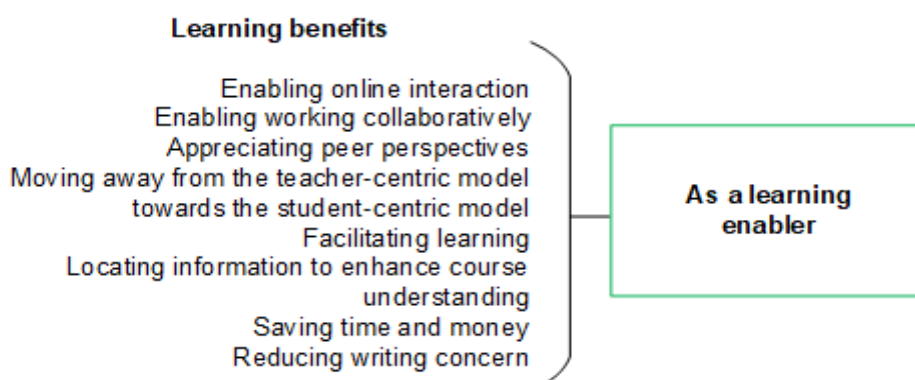 Learning benefits
Enabling online interaction
Enabling working collaboratively
Appreciating peer perspectives
Moving away from the teacher-centric model
towards the student-centric model
Facilitating learning
Locating information to enhance course
understanding
Saving time and money
Reducing writing concern
As a learning
enabler